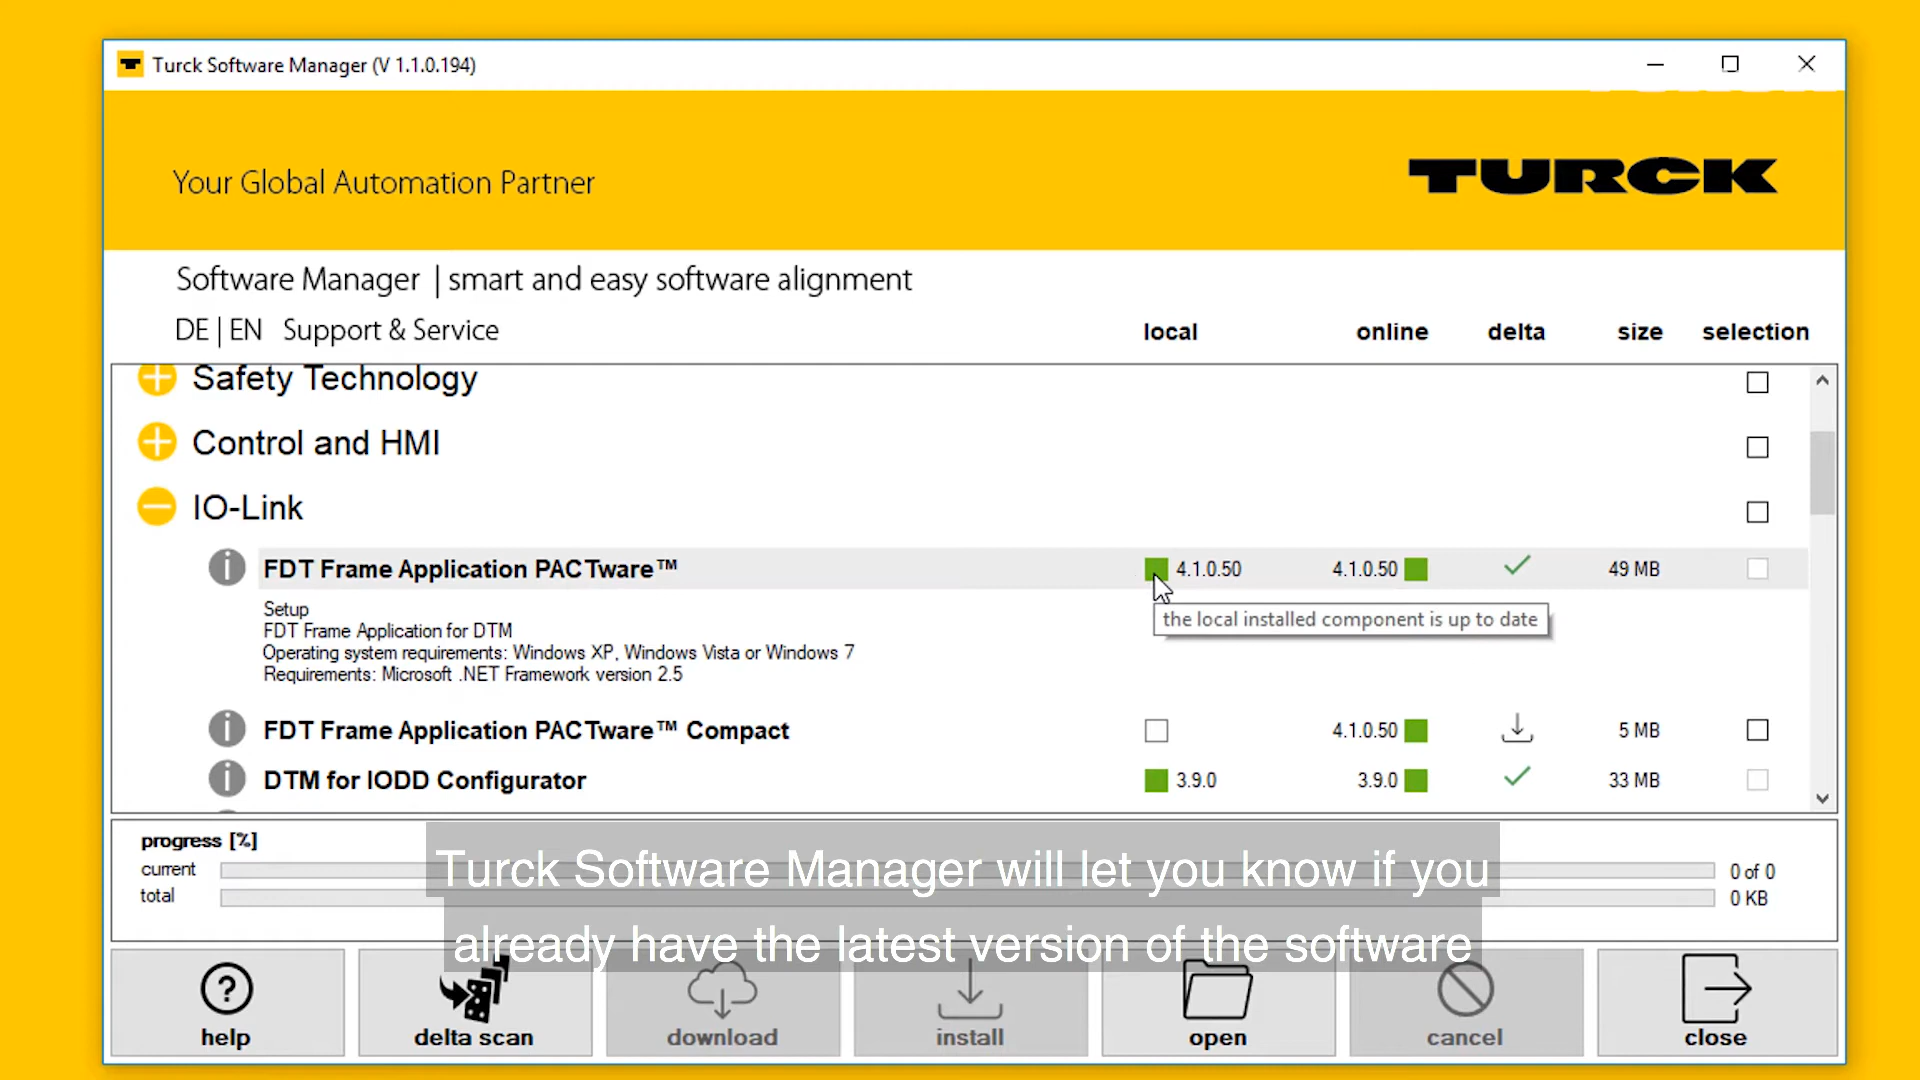 Turck Software Manager (V 1.1.0.194)
Your Global Automation Partner
TURCK
Software Manager | smart and easy software alignment
DE | EN Support & Service
local online delta size selection
Safety Technology
Control and HMI
IO-Link
FDT Frame Application PACTware™ 4.1.0.50 4.1.0.50 49 MB
the local installed component is up to date
Setup
FDT Frame Application for DTM
Operating system requirements: Windows XP, Windows Vista or Windows 7
Requirements: Microsoft .NET Framework version 2.5
FDT Frame Application PACTware™ Compact 4.1.0.50 5 MB
DTM for IODD Configurator 3.9.0 3.9.0 33 MB
progress [%]
current 0 of 0
total 0 KB
Turck Software Manager will let you know if you
already have the latest version of the software
help delta scan download install open cancel close